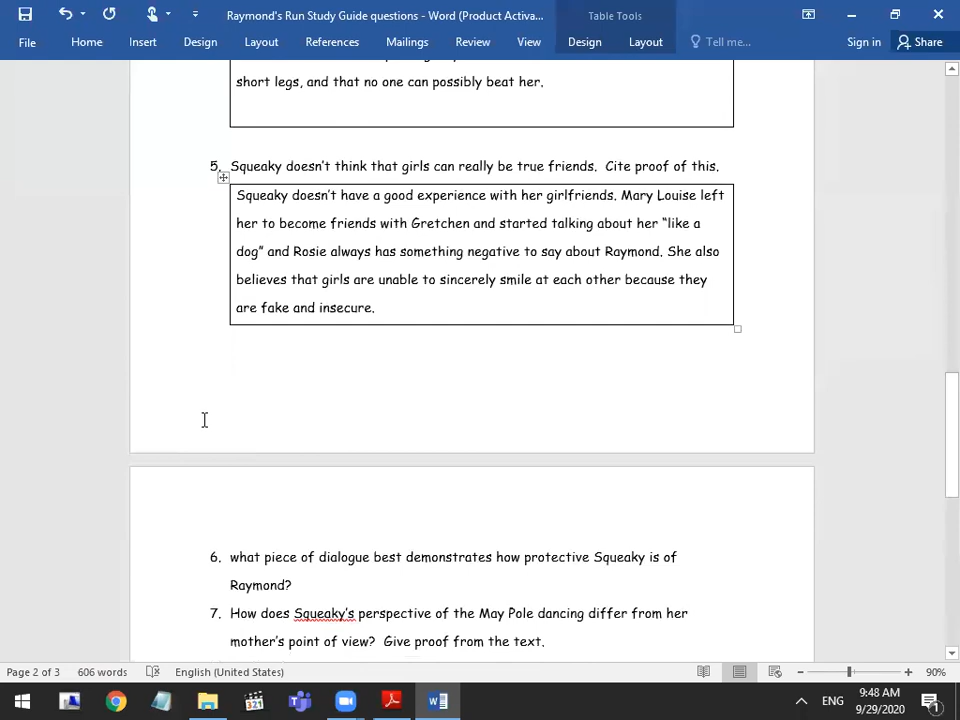 Raymond's Run Study Guide questions - Word (Product Activa...
Table Tools
File Home Insert Design Layout References Mailings Review View Design Layout Tell me... Sign in Share
short legs, and that no one can possibly beat her.
5. Squeaky doesn't think that girls can really be true friends. Cite proof of this.
Squeaky doesn't have a good experience with her girlfriends. Mary Louise left
her to become friends with Gretchen and started talking about her "like a
dog" and Rosie always has something negative to say about Raymond. She also
believes that girls are unable to sincerely smile at each other because they
are fake and insecure.
6. what piece of dialogue best demonstrates how protective Squeaky is of
Raymond?
7. How does Squeaky's perspective of the May Pole dancing differ from her
mother's point of view? Give proof from the text.
Page 2 of 3 606 words English (United States) 90%
321
ENG
9:48 AM
9/29/2020
1